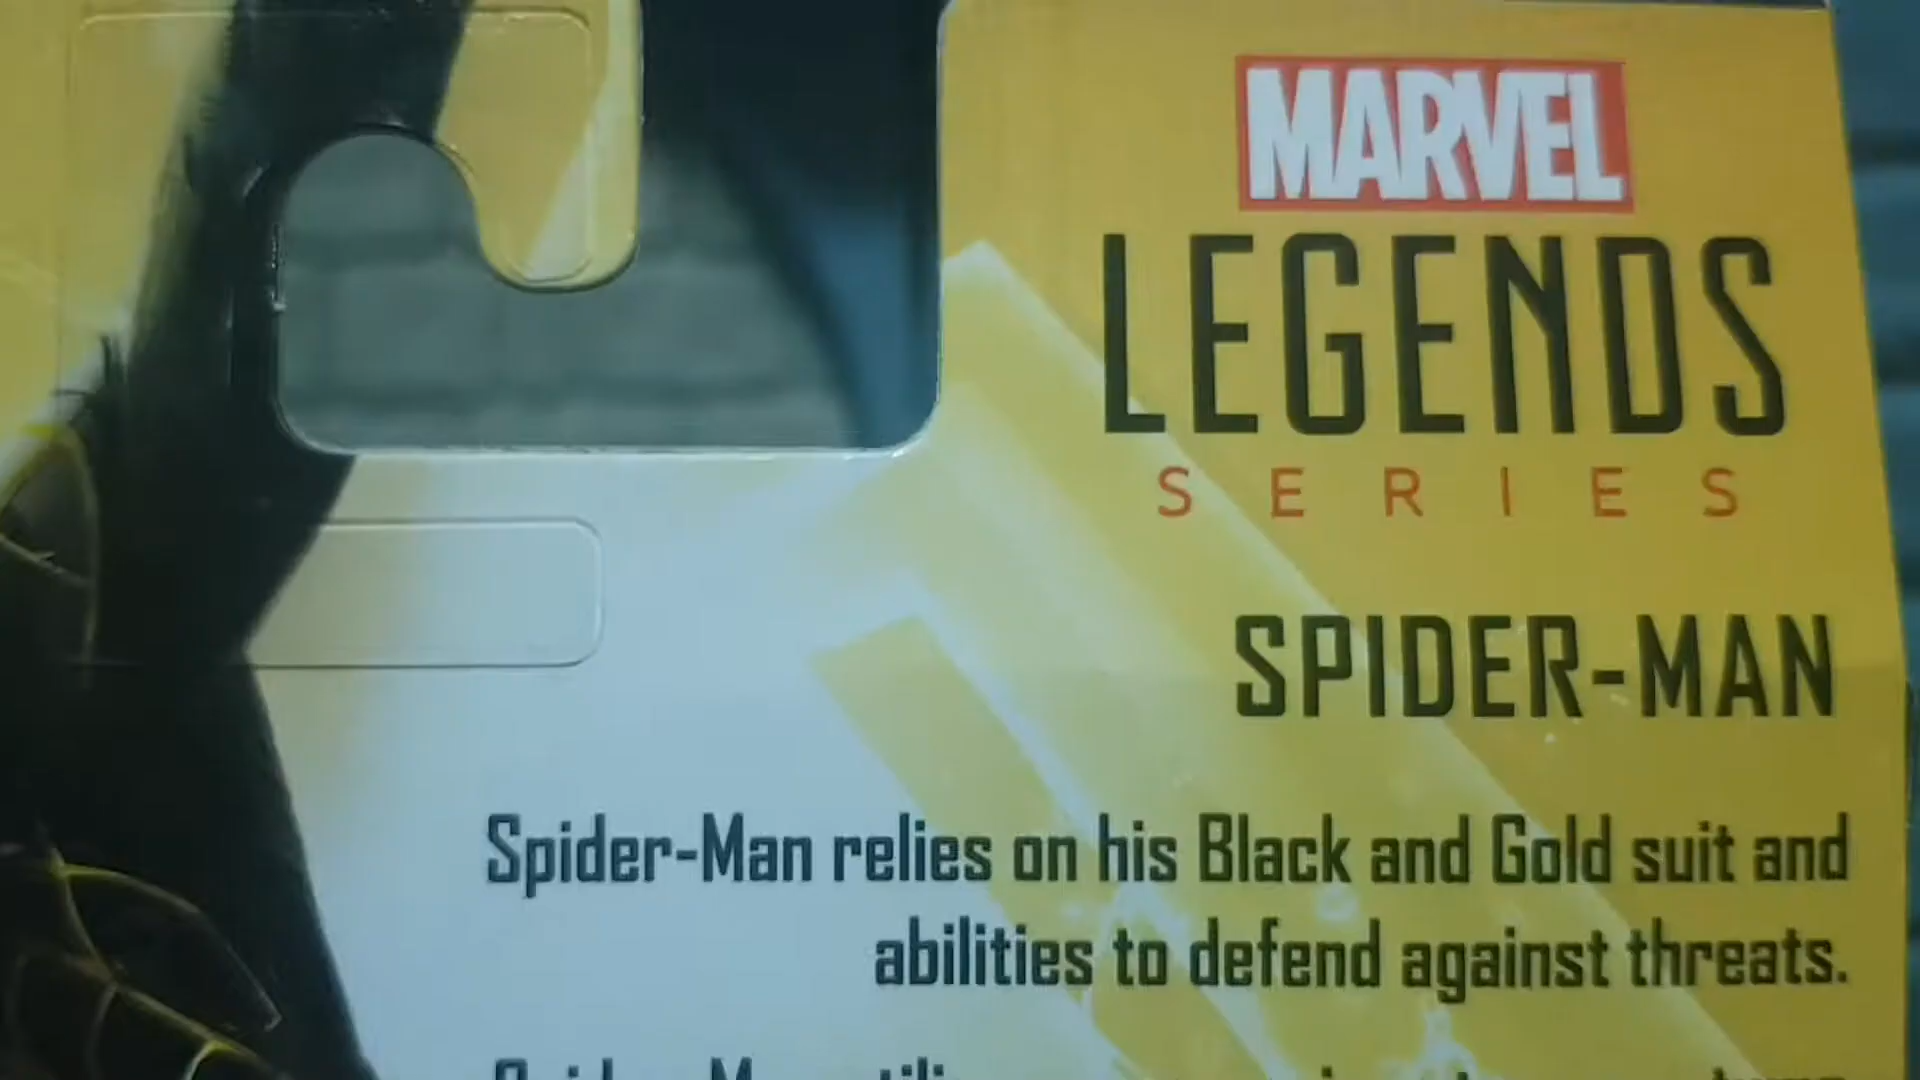 MARVEL
LEGENDS
SERIES
SPIDER-MAN
Spider-Man relies on his Black and Gold suit and
abilities to defend against threats.